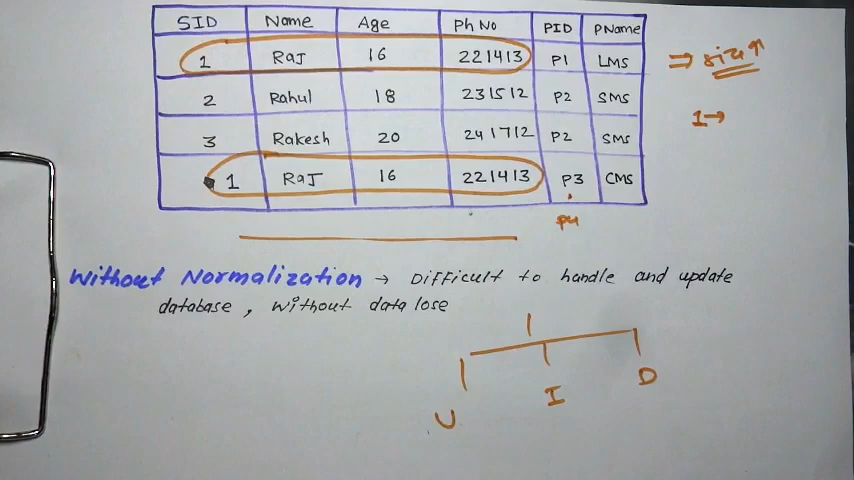 SID Name Age PhNo PID PName
1 Raj 16 221413 P1 LMS ⇒ size↑
2 Rahul 18 231512 P2 SMS 1→
3 Rakesh 20 241712 P2 SMS
1 Raj 16 221413 P3 CMS
P4
Without Normalization → Difficult to handle and update
database, without data lose
U I D